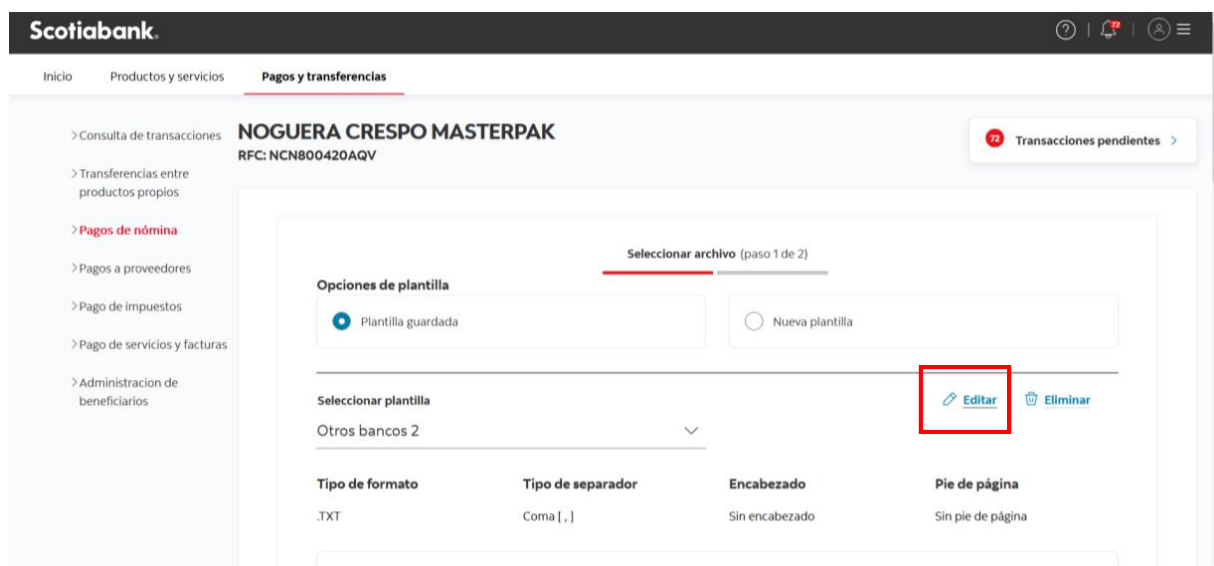 Scotiabank.
72
Inicio Productos y servicios Pagos y transferencias
Consulta de transacciones
Transferencias entre
productos propios
Pagos de nómina
Pagos a proveedores
Pago de impuestos
Pago de servicios y facturas
Administracion de
beneficiarios
NOGUERA CRESPO MASTERPAK
RFC: NCN800420AQV
72 Transacciones pendientes
Seleccionar archivo (paso 1 de 2)
Opciones de plantilla
Plantilla guardada
Nueva plantilla
Seleccionar plantilla
Editar Eliminar
Otros bancos 2
Tipo de formato Tipo de separador Encabezado Pie de página
.TXT Coma [ , ] Sin encabezado Sin pie de página